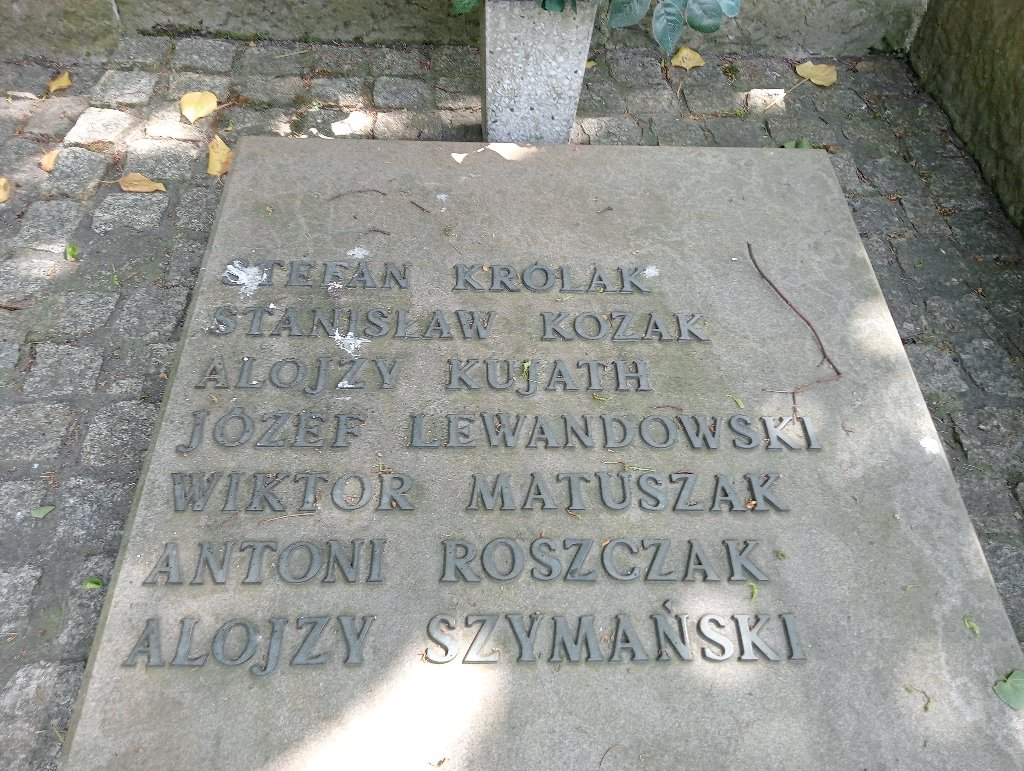 STEFAN KRÓLAK
STANISŁAW KOZAK
ALOJZY KUJATH
JÓZEF LEWANDOWSKI
WIKTOR MATUSZAK
ANTONI ROSZCZAK
ALOJZY SZYMAŃSKI